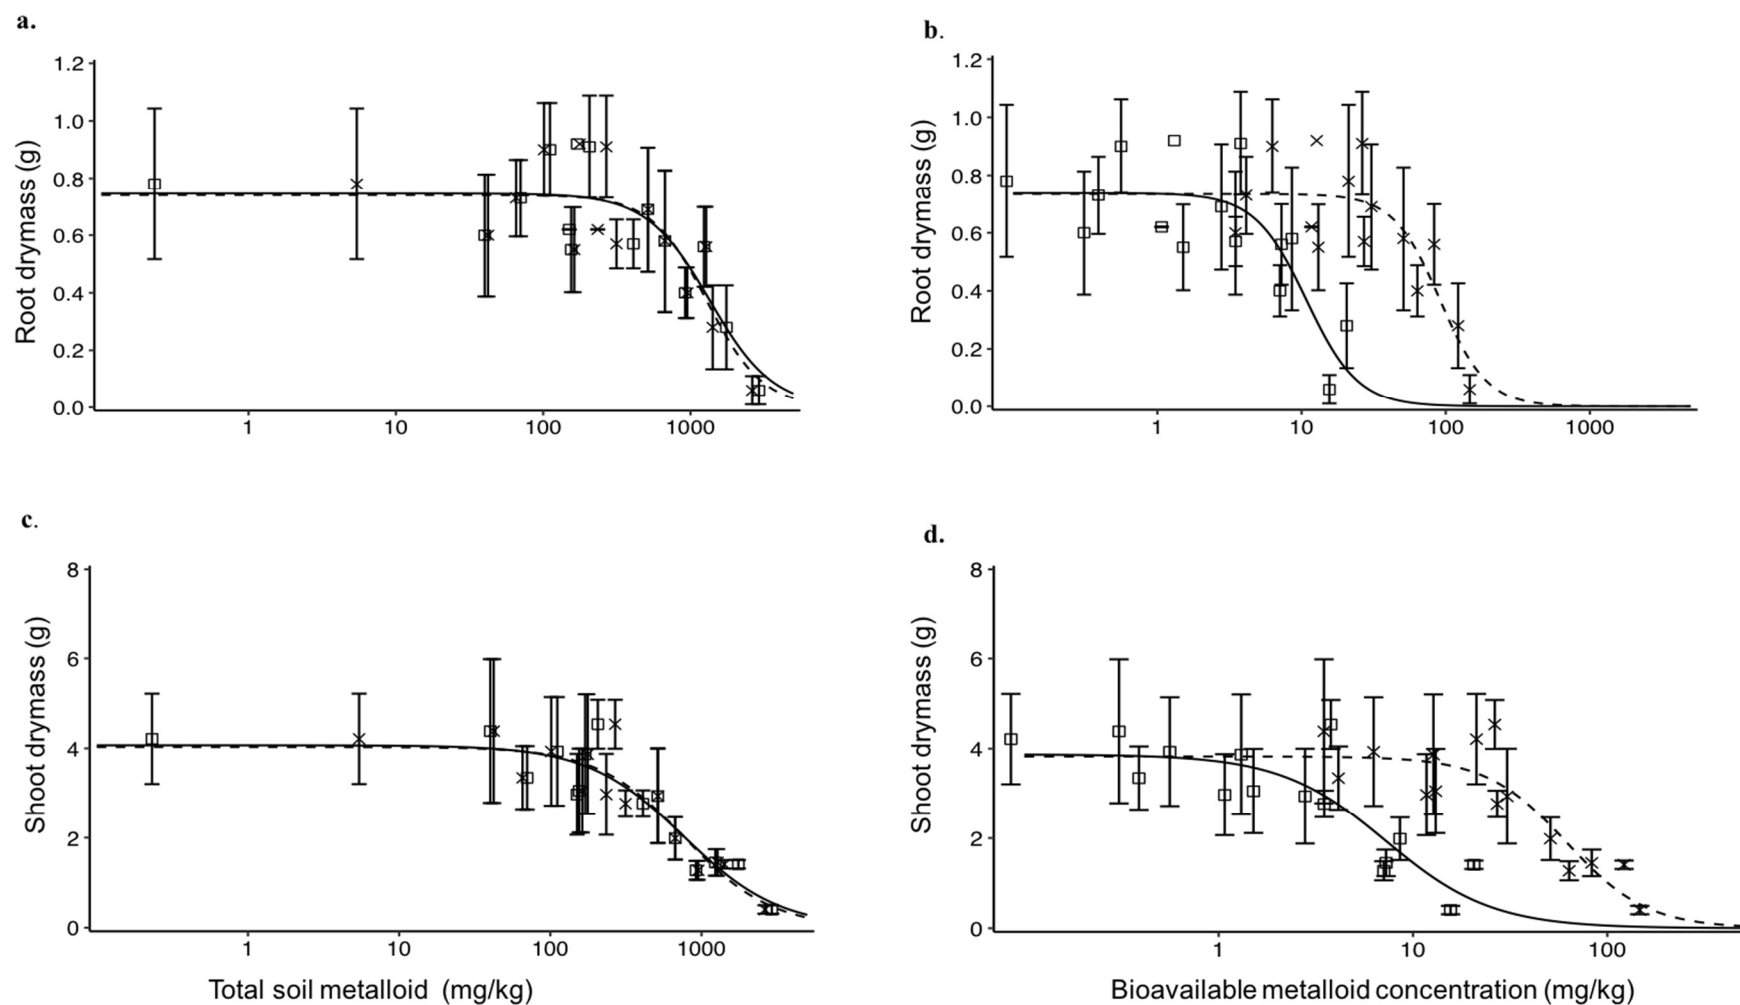 a.
1.2
1.0
0.8
0.6
0.4
0.2
0.0
Root drymass (g)
1 10 100 1000
b.
1.2
1.0
0.8
0.6
0.4
0.2
0.0
Root drymass (g)
1 10 100 1000
c.
8
6
4
2
0
Shoot drymass (g)
1 10 100 1000
Total soil metalloid (mg/kg)
d.
8
6
4
2
0
Shoot drymass (g)
1 10 100
Bioavailable metalloid concentration (mg/kg)